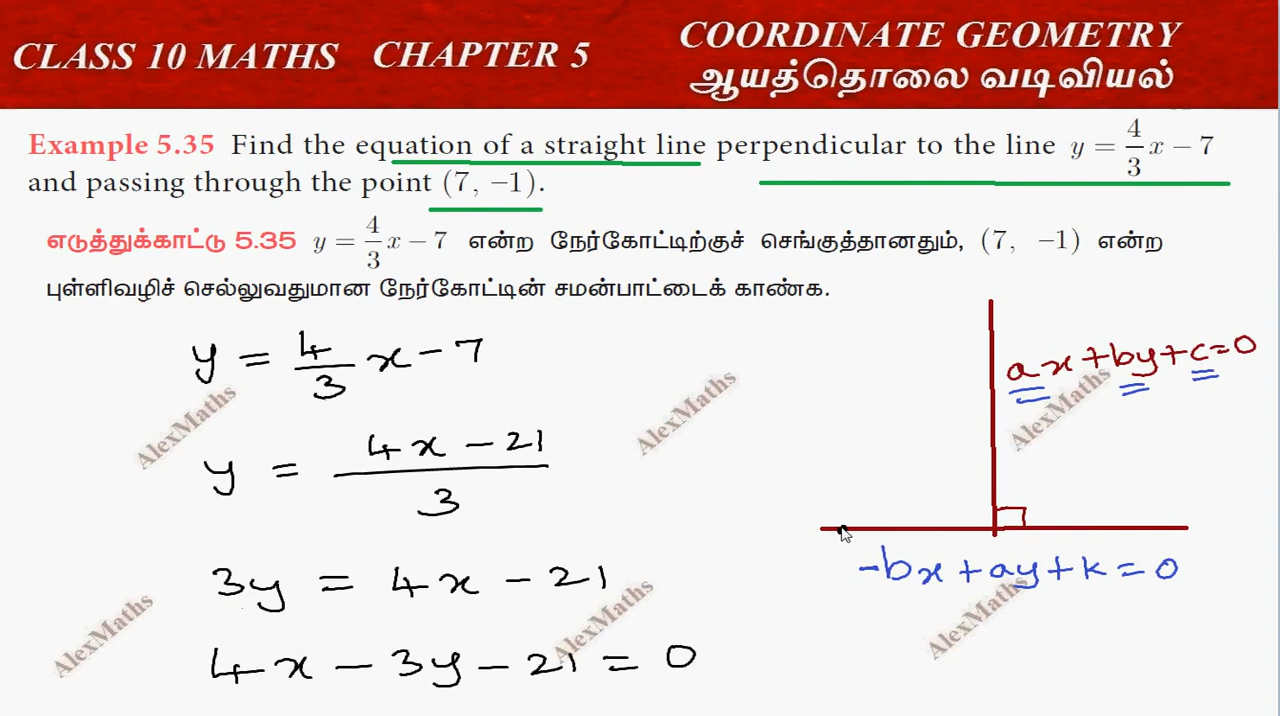 CLASS 10 MATHS CHAPTER 5
COORDINATE GEOMETRY
ஆயத்தொலை வடிவியல்
Example 5.35 Find the equation of a straight line perpendicular to the line y = 4/3 x − 7
and passing through the point (7, −1).
எடுத்துக்காட்டு 5.35 y = 4/3 x − 7 என்ற நேர்கோட்டிற்குச் செங்குத்தானதும், (7, −1) என்ற
புள்ளிவழிச் செல்லுவதுமான நேர்கோட்டின் சமன்பாட்டைக் காண்க.
y = 4/3 x − 7
ax + by + c = 0
AlexMaths
AlexMaths
AlexMaths
y = 4x − 21 / 3
-bx + ay + k = 0
3y = 4x − 21
AlexMaths
AlexMaths
AlexMaths
4x − 3y − 21 = 0